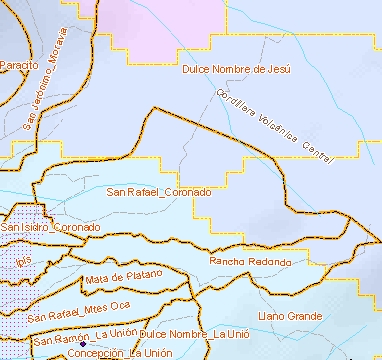 San Jerónimo_Moravia
Paracito
Dulce Nombre de Jesú
Cordillera Volcánica Central
San Rafael_Coronado
San Isidro_Coronado
Ipís
Rancho Redondo
Mata de Plátano
San Rafael_Mtes Oca
Llano Grande
San Ramón_La Unión
Dulce Nombre_La Unió
Concepción_La Unión